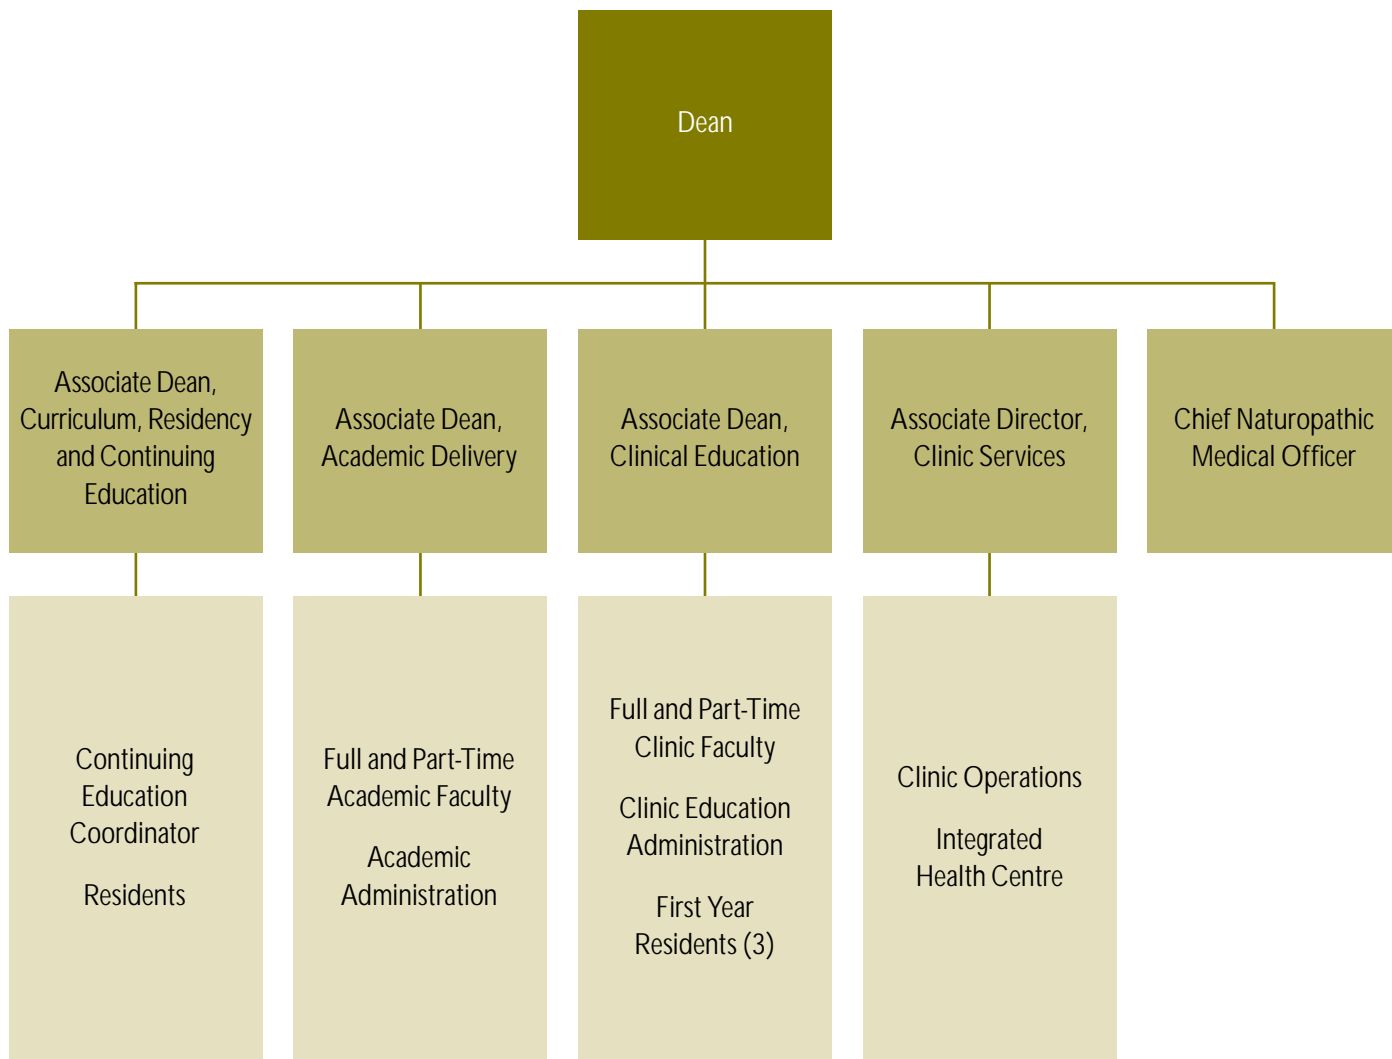 Dean
Associate Dean,
Curriculum, Residency
and Continuing
Education
Associate Dean,
Academic Delivery
Associate Dean,
Clinical Education
Associate Director,
Clinic Services
Chief Naturopathic
Medical Officer
Continuing
Education
Coordinator
Residents
Full and Part-Time
Academic Faculty
Academic
Administration
Full and Part-Time
Clinic Faculty
Clinic Education
Administration
First Year
Residents (3)
Clinic Operations
Integrated
Health Centre